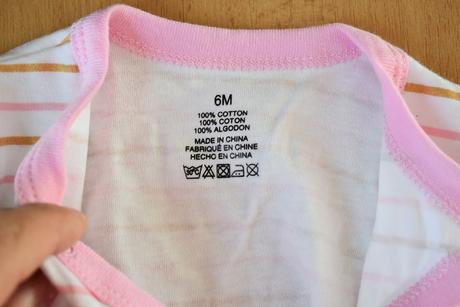 6M
100% COTTON
100% COTON
100% ALGODON
MADE IN CHINA
FABRIQUÉ EN CHINE
HECHO EN CHINA